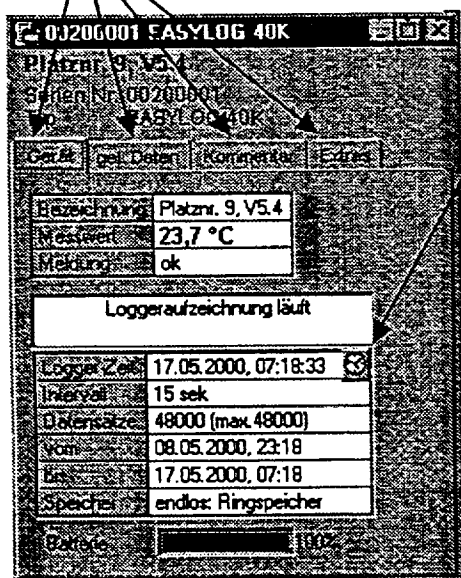 00200001 EASYLOG 40K
Platznr. 9, V5.4
Serien Nr. 00200001
EASYLOG 40K
Gerät gel. Daten Kommentar Extras
Bezeichnung Platznr. 9, V5.4
Messwert 23,7 °C
Meldung ok
Loggeraufzeichnung läuft
Logger Zeit 17.05.2000, 07:18:33
Intervall 15 sek
Datensätze 48000 (max. 48000)
vom 08.05.2000, 23:18
bis 17.05.2000, 07:18
Speicher endlos: Ringspeicher
Batterie 100%